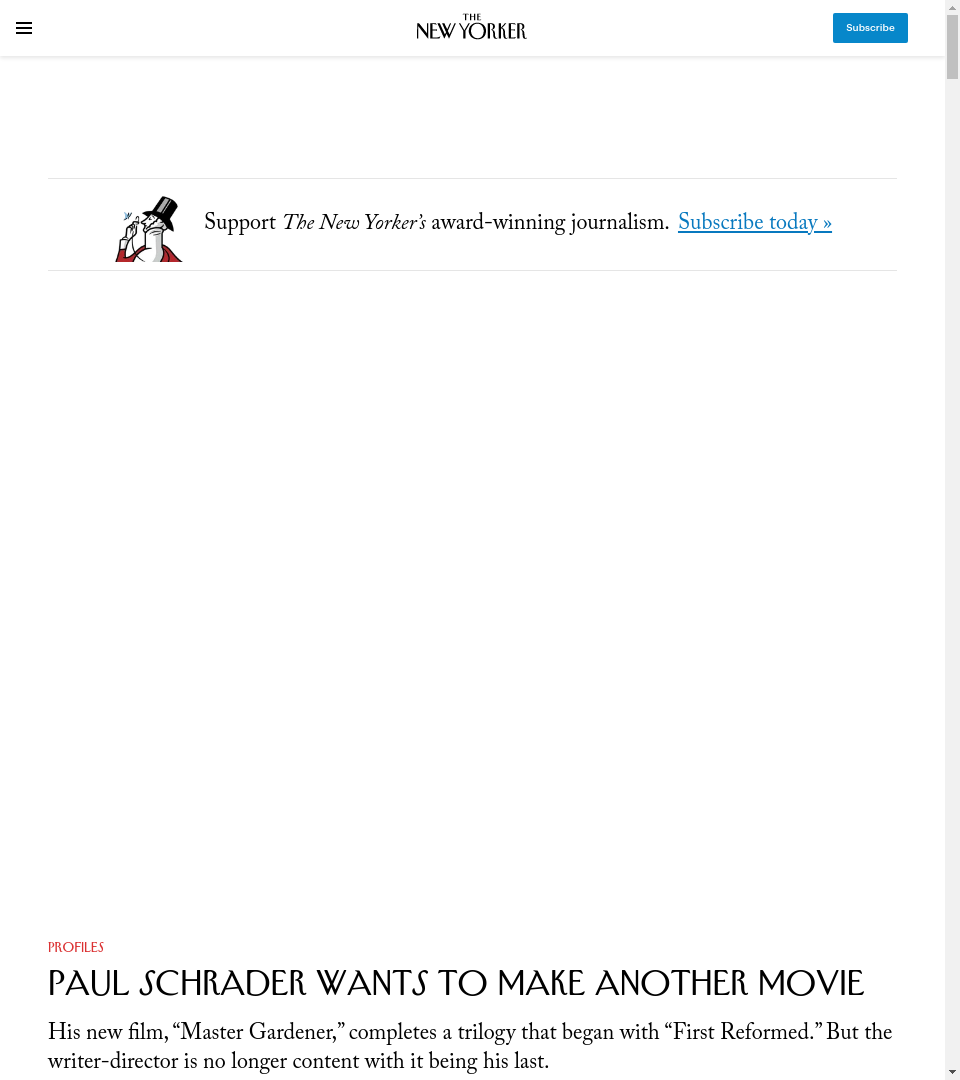 THE
NEW YORKER
Subscribe
Support The New Yorker’s award-winning journalism. Subscribe today »
PROFILES
PAUL SCHRADER WANTS TO MAKE ANOTHER MOVIE
His new film, “Master Gardener,” completes a trilogy that began with “First Reformed.” But the
writer-director is no longer content with it being his last.